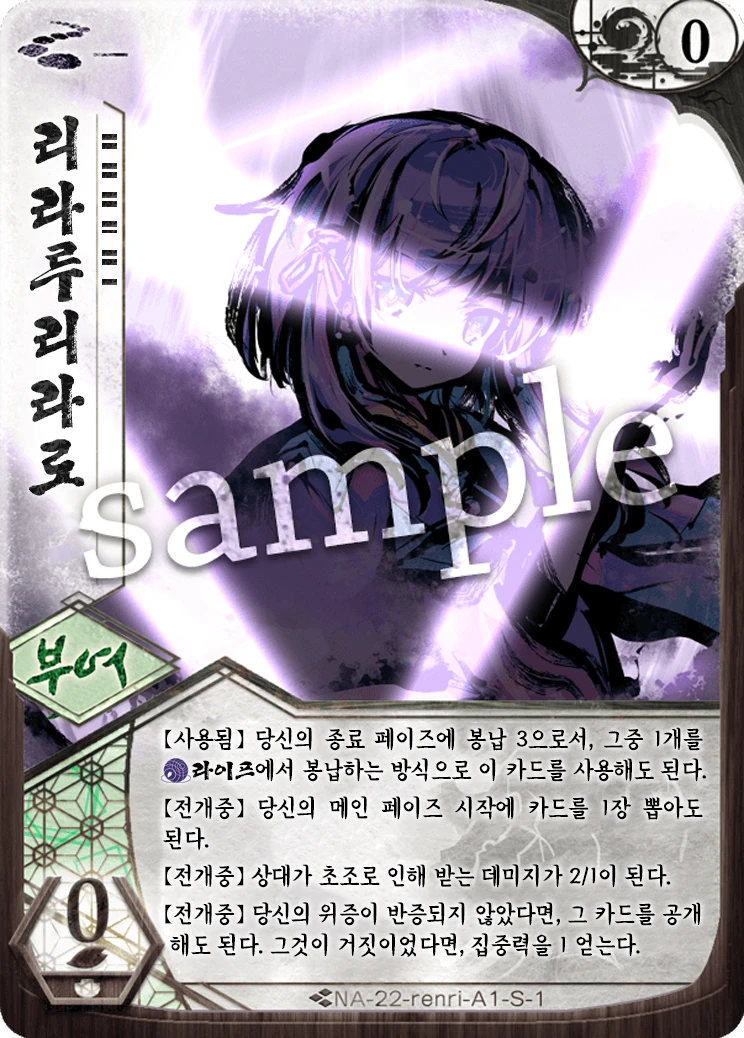 0
리라루리라로
sample
부여
【사용됨】 당신의 종료 페이즈에 봉납 3으로서, 그중 1개를
라이프에서 봉납하는 방식으로 이 카드를 사용해도 된다.
【전개중】 당신의 메인 페이즈 시작에 카드를 1장 뽑아도
된다.
【전개중】 상대가 초조로 인해 받는 데미지가 2/1이 된다.
【전개중】 당신의 위증이 반증되지 않았다면, 그 카드를 공개
해도 된다. 그것이 거짓이었다면, 집중력을 1 얻는다.
0
NA-22-renri-A1-S-1